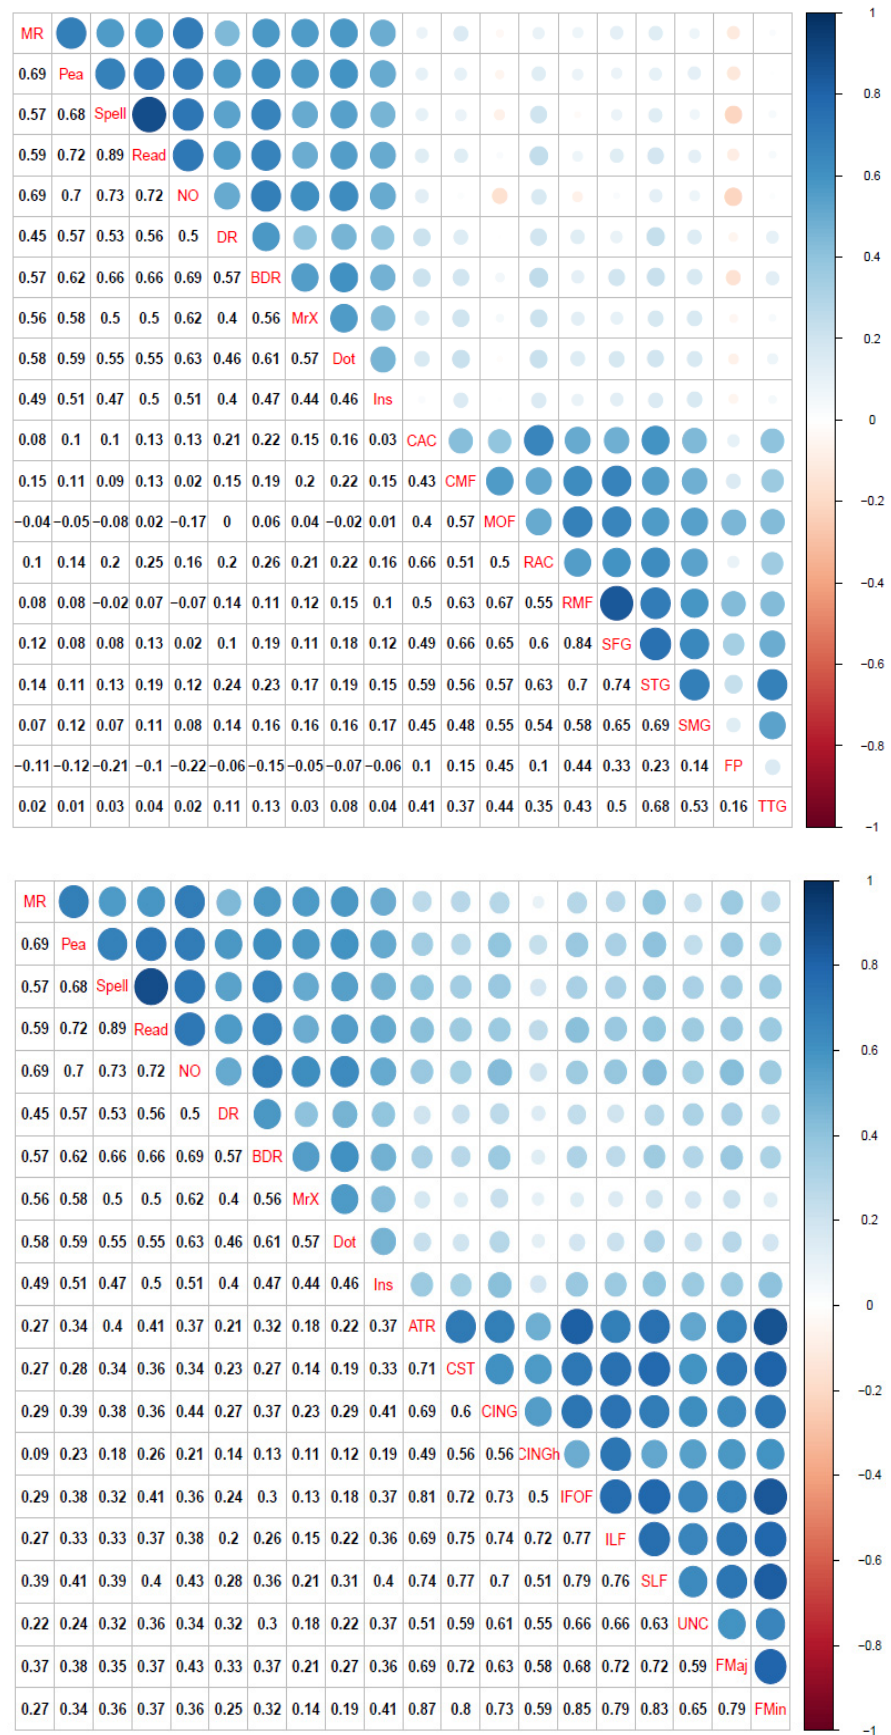 MR 1
0.69 Pea 0.8
0.57 0.68 Spell
0.59 0.72 0.89 Read 0.6
0.69 0.7 0.73 0.72 NO
0.45 0.57 0.53 0.56 0.5 DR 0.4
0.57 0.62 0.66 0.66 0.69 0.57 BDR
0.56 0.58 0.5 0.5 0.62 0.4 0.56 MrX 0.2
0.58 0.59 0.55 0.55 0.63 0.46 0.61 0.57 Dot
0.49 0.51 0.47 0.5 0.51 0.4 0.47 0.44 0.46 Ins 0
0.08 0.1 0.1 0.13 0.13 0.21 0.22 0.15 0.16 0.03 CAC
0.15 0.11 0.09 0.13 0.02 0.15 0.19 0.2 0.22 0.15 0.43 CMF −0.2
−0.04 −0.05 −0.08 0.02 −0.17 0 0.06 0.04 −0.02 0.01 0.4 0.57 MOF
0.1 0.14 0.2 0.25 0.16 0.2 0.26 0.21 0.22 0.16 0.66 0.51 0.5 RAC −0.4
0.08 0.08 −0.02 0.07 −0.07 0.14 0.11 0.12 0.15 0.1 0.5 0.63 0.67 0.55 RMF
0.12 0.08 0.08 0.13 0.02 0.1 0.19 0.11 0.18 0.12 0.49 0.66 0.65 0.6 0.84 SFG −0.6
0.14 0.11 0.13 0.19 0.12 0.24 0.23 0.17 0.19 0.15 0.59 0.56 0.57 0.63 0.7 0.74 STG
0.07 0.12 0.07 0.11 0.08 0.14 0.16 0.16 0.16 0.17 0.45 0.48 0.55 0.54 0.58 0.65 0.69 SMG −0.8
−0.11 −0.12 −0.21 −0.1 −0.22 −0.06 −0.15 −0.05 −0.07 −0.06 0.1 0.15 0.45 0.1 0.44 0.33 0.23 0.14 FP
0.02 0.01 0.03 0.04 0.02 0.11 0.13 0.03 0.08 0.04 0.41 0.37 0.44 0.35 0.43 0.5 0.68 0.53 0.16 TTG −1
MR 1
0.69 Pea 0.8
0.57 0.68 Spell
0.59 0.72 0.89 Read 0.6
0.69 0.7 0.73 0.72 NO
0.45 0.57 0.53 0.56 0.5 DR 0.4
0.57 0.62 0.66 0.66 0.69 0.57 BDR
0.56 0.58 0.5 0.5 0.62 0.4 0.56 MrX 0.2
0.58 0.59 0.55 0.55 0.63 0.46 0.61 0.57 Dot
0.49 0.51 0.47 0.5 0.51 0.4 0.47 0.44 0.46 Ins 0
0.27 0.34 0.4 0.41 0.37 0.21 0.32 0.18 0.22 0.37 ATR
0.27 0.28 0.34 0.36 0.34 0.23 0.27 0.14 0.19 0.33 0.71 CST −0.2
0.29 0.39 0.38 0.36 0.44 0.27 0.37 0.23 0.29 0.41 0.69 0.6 CING
0.09 0.23 0.18 0.26 0.21 0.14 0.13 0.11 0.12 0.19 0.49 0.56 0.56 CINGh −0.4
0.29 0.38 0.32 0.41 0.36 0.24 0.3 0.13 0.18 0.37 0.81 0.72 0.73 0.5 IFOF
0.27 0.33 0.33 0.37 0.38 0.2 0.26 0.15 0.22 0.36 0.69 0.75 0.74 0.72 0.77 ILF −0.6
0.39 0.41 0.39 0.4 0.43 0.28 0.36 0.21 0.31 0.4 0.74 0.77 0.7 0.51 0.79 0.76 SLF
0.22 0.24 0.32 0.36 0.34 0.32 0.3 0.18 0.22 0.37 0.51 0.59 0.61 0.55 0.66 0.66 0.63 UNC −0.8
0.37 0.38 0.35 0.37 0.43 0.33 0.37 0.21 0.27 0.36 0.69 0.72 0.63 0.58 0.68 0.72 0.72 0.59 FMaj
0.27 0.34 0.36 0.37 0.36 0.25 0.32 0.14 0.19 0.41 0.87 0.8 0.73 0.59 0.85 0.79 0.83 0.65 0.79 FMin −1